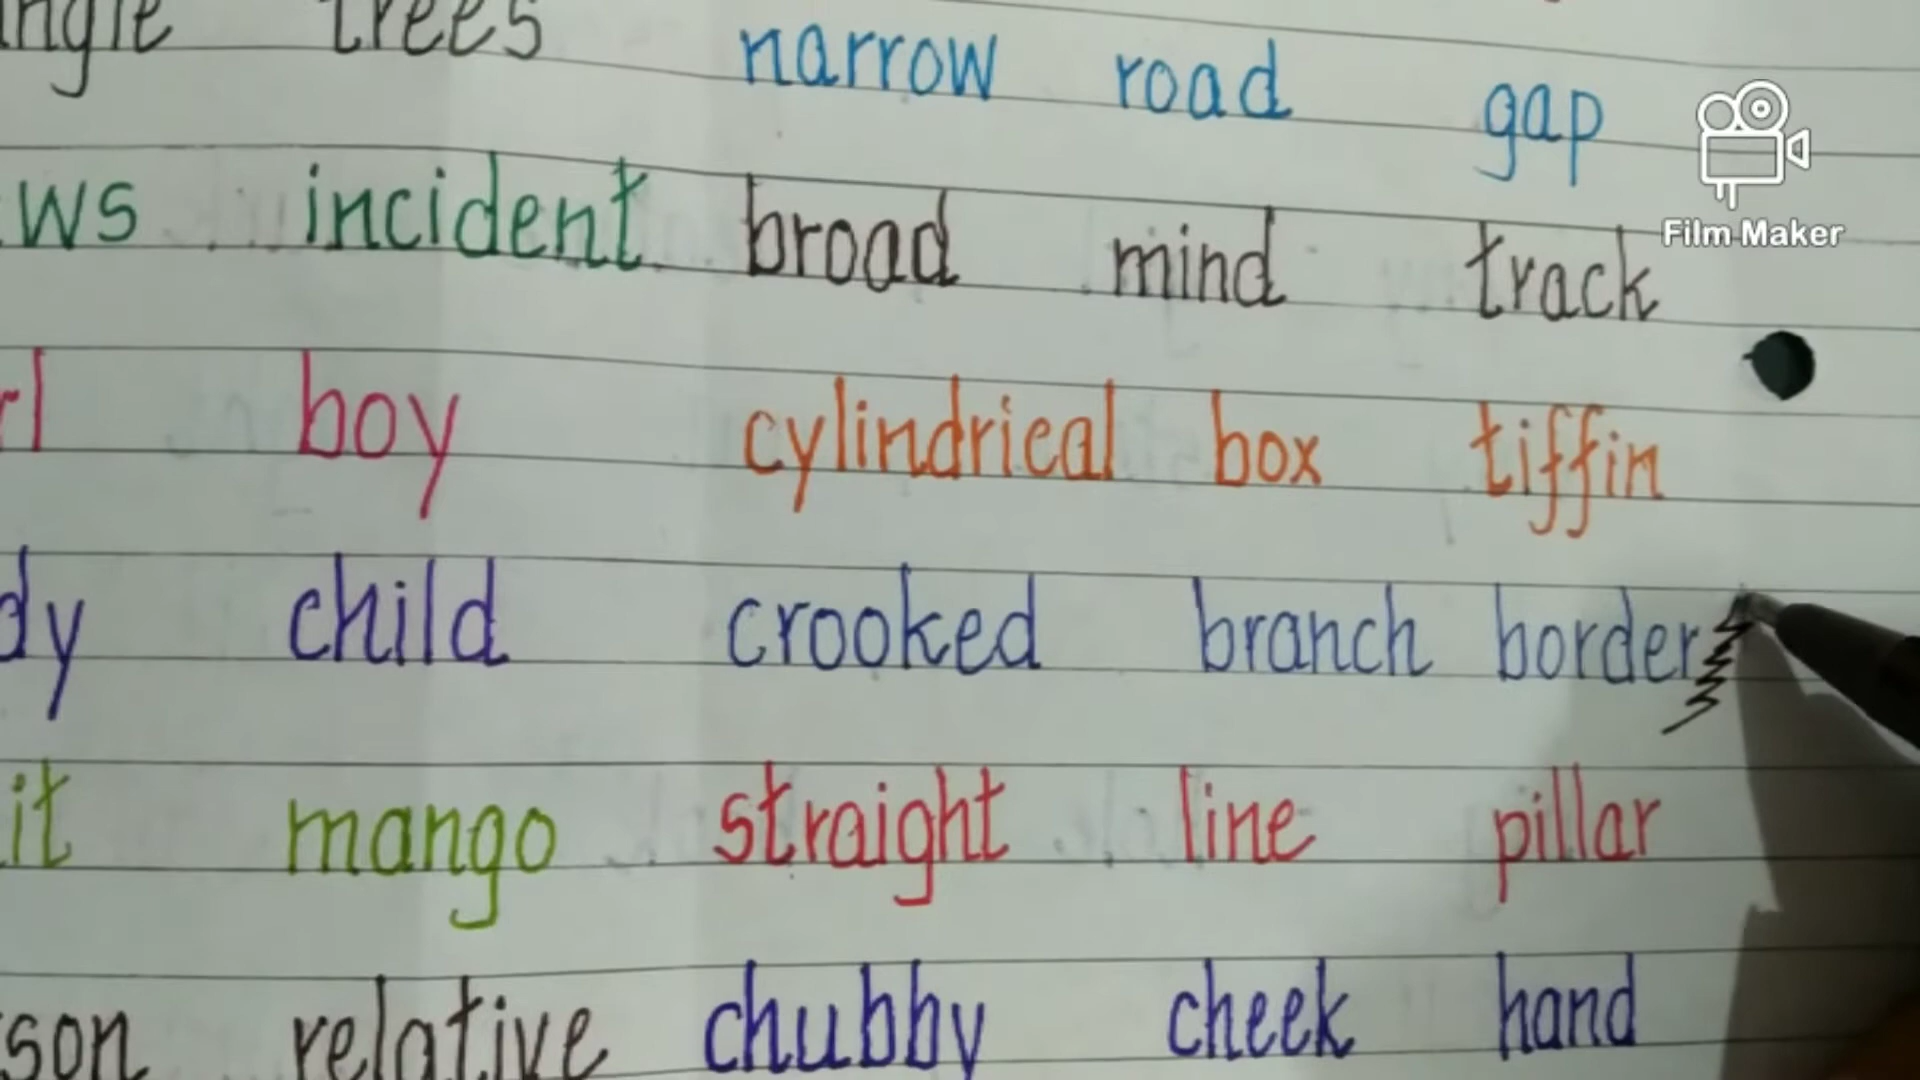 trees narrow road gap
incident broad mind track
boy cylindrical box tiffin
child crooked branch border
mango straight line pillar
relative chubby cheek hand
Film Maker